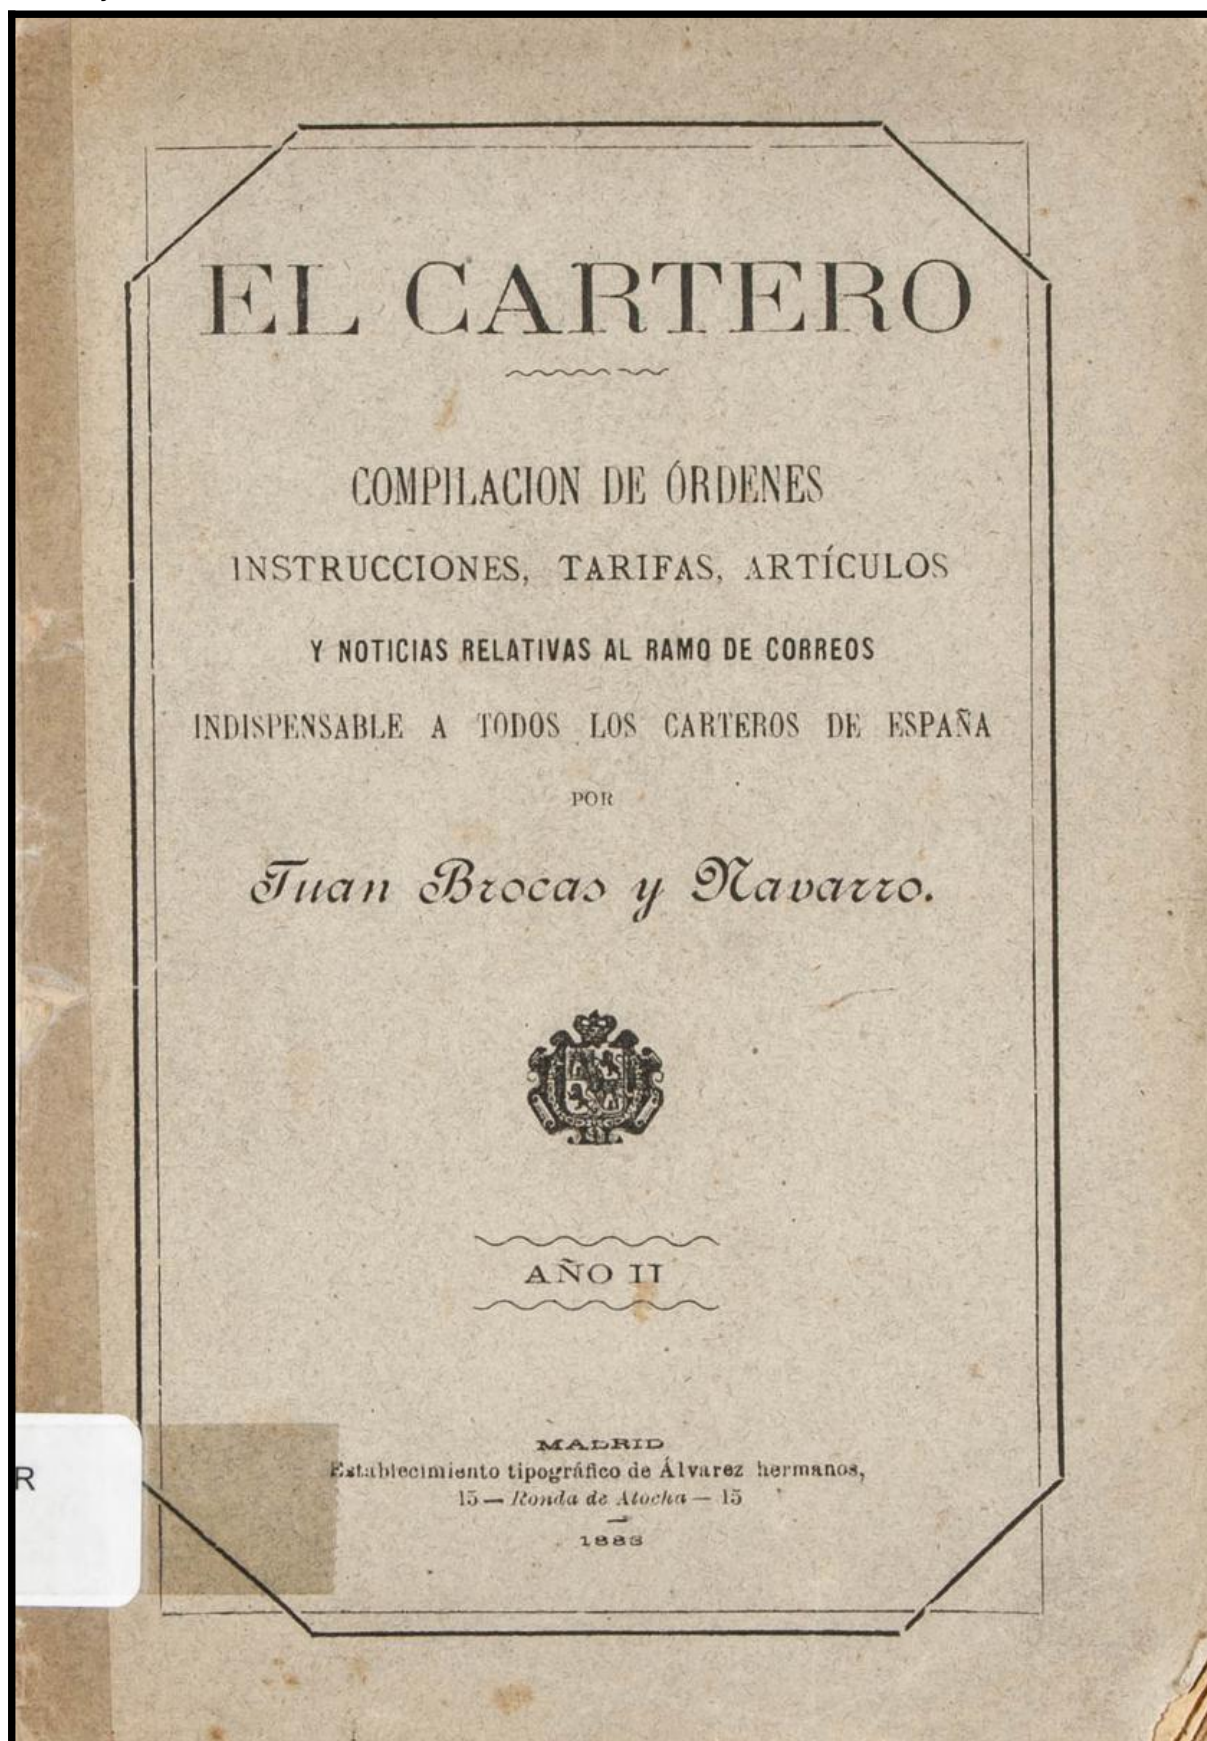 EL CARTERO
COMPILACION DE ÓRDENES
INSTRUCCIONES, TARIFAS, ARTÍCULOS
Y NOTICIAS RELATIVAS AL RAMO DE CORREOS
INDISPENSABLE A TODOS LOS CARTEROS DE ESPAÑA
POR
Juan Brocas y Navarro.
AÑO II
MADRID
Establecimiento tipográfico de Álvarez hermanos,
15 — Ronda de Atocha — 15
R